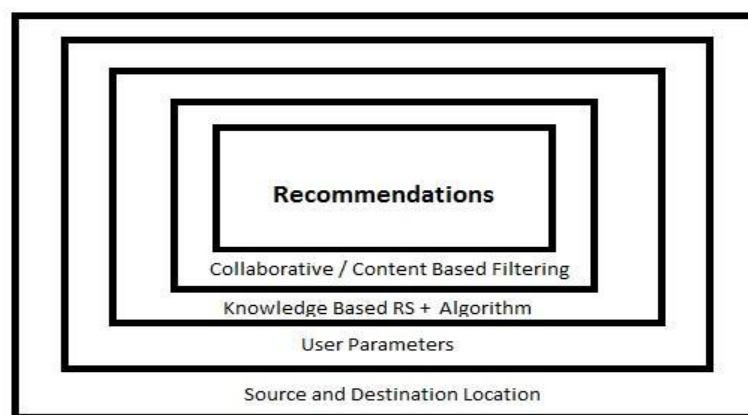 Recommendations
Collaborative / Content Based Filtering
Knowledge Based RS + Algorithm
User Parameters
Source and Destination Location